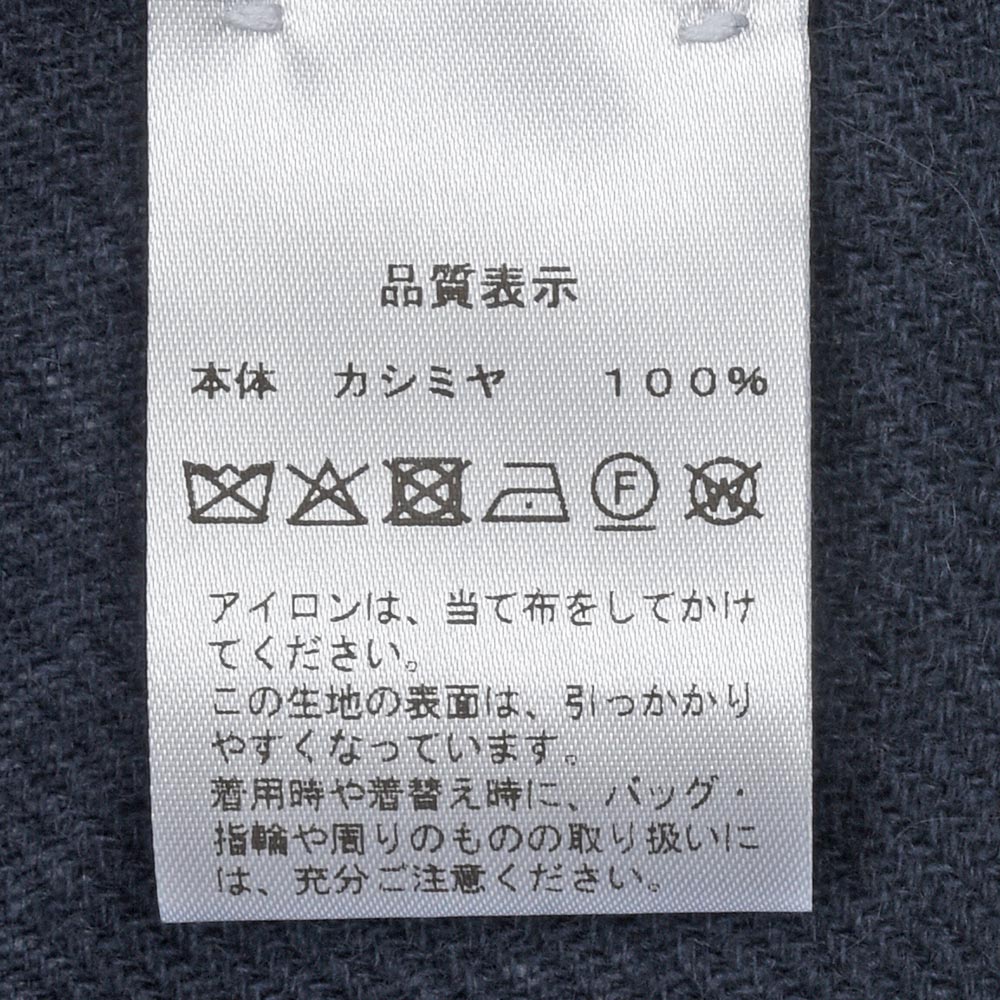 品質表示
本体　カシミヤ　　１００％
F W
アイロンは、当て布をしてかけ
てください。
この生地の表面は、引っかかり
やすくなっています。
着用時や着替え時に、バッグ・
指輪や周りのものの取り扱いに
は、充分ご注意ください。